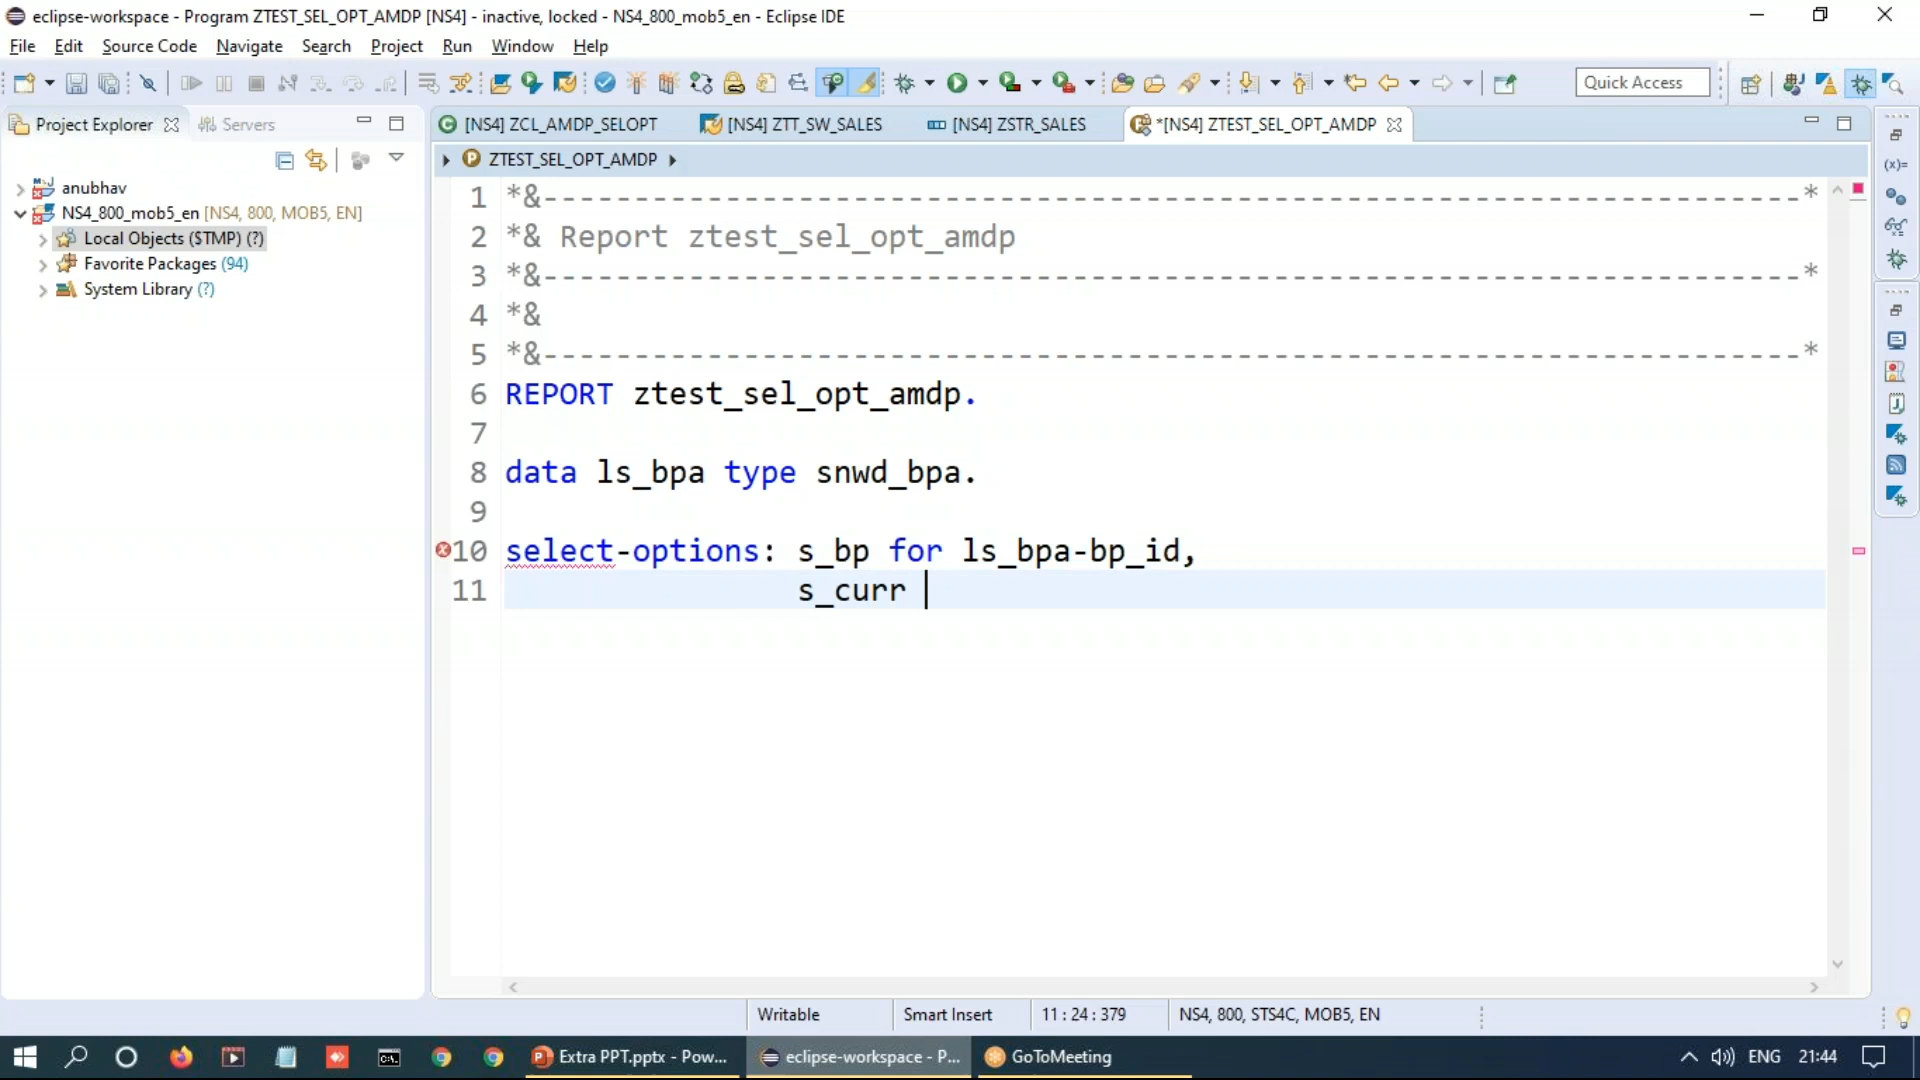 eclipse-workspace - Program ZTEST_SEL_OPT_AMDP [NS4] - inactive, locked - NS4_800_mob5_en - Eclipse IDE
File Edit Source Code Navigate Search Project Run Window Help
Quick Access
Project Explorer Servers
[NS4] ZCL_AMDP_SELOPT [NS4] ZTT_SW_SALES [NS4] ZSTR_SALES *[NS4] ZTEST_SEL_OPT_AMDP
ZTEST_SEL_OPT_AMDP
anubhav
NS4_800_mob5_en [NS4, 800, MOB5, EN]
Local Objects ($TMP) (?)
Favorite Packages (94)
System Library (?)
1 *&---------------------------------------------------------------------*
2 *& Report ztest_sel_opt_amdp
3 *&---------------------------------------------------------------------*
4 *&
5 *&---------------------------------------------------------------------*
6 REPORT ztest_sel_opt_amdp.
7
8 data ls_bpa type snwd_bpa.
9
10 select-options: s_bp for ls_bpa-bp_id,
11 s_curr
Writable Smart Insert 11 : 24 : 379 NS4, 800, STS4C, MOB5, EN
Extra PPT.pptx - Pow... eclipse-workspace - P... GoToMeeting ENG 21:44